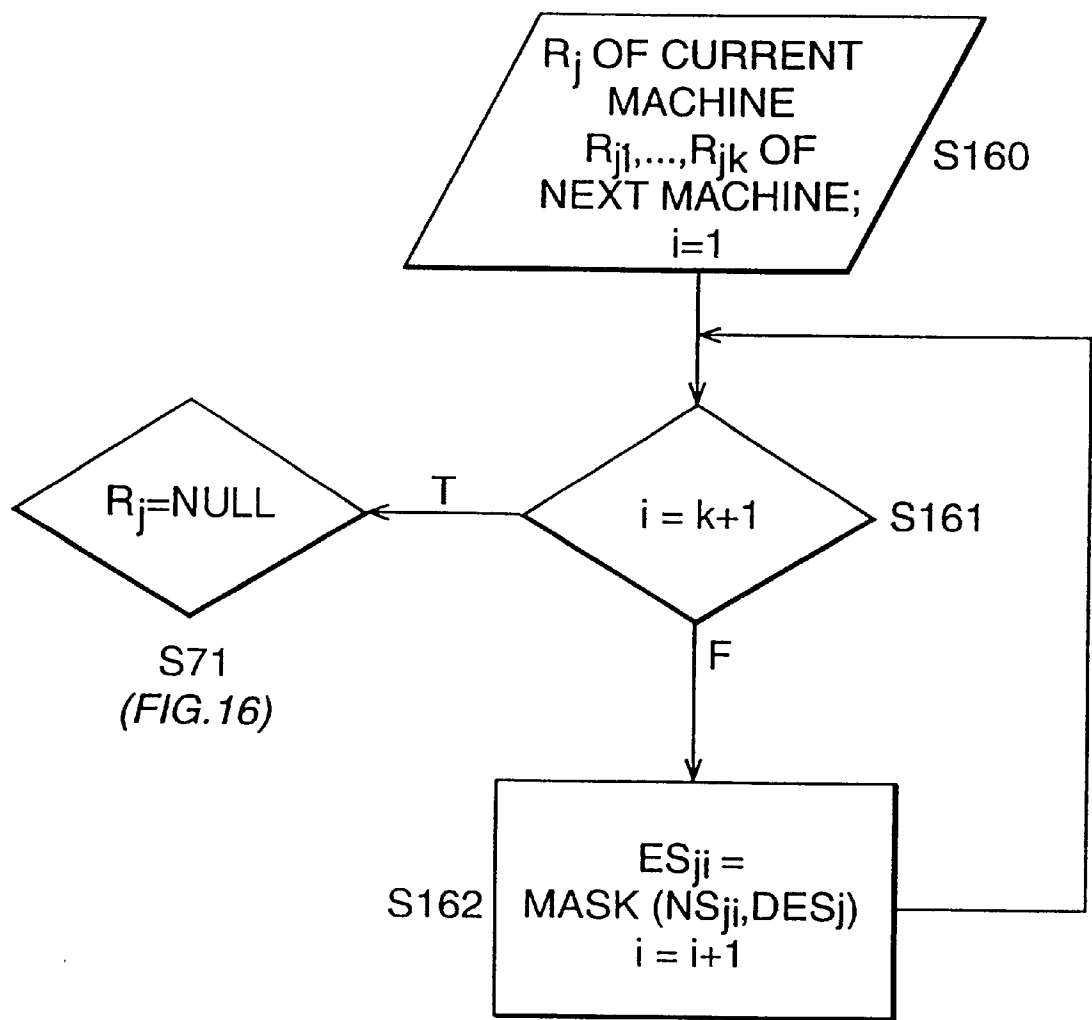 Rj OF CURRENT
MACHINE
Rj1,...,Rjk OF
NEXT MACHINE;
i=1
S160
Rj=NULL
T
i = k+1
S161
S71
(FIG.16)
F
S162
ESji =
MASK (NSji,DESj)
i = i+1